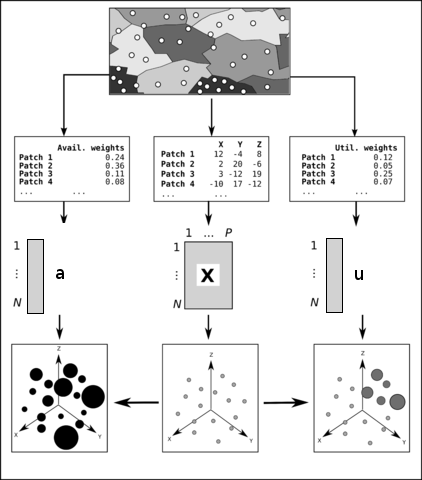 Avail. weights
Patch 1 0.24
Patch 2 0.36
Patch 3 0.11
Patch 4 0.08
... ...
X Y Z
Patch 1 12 -4 8
Patch 2 2 20 -6
Patch 3 3 -12 19
Patch 4 -10 17 -12
... ...
Util. weights
Patch 1 0.12
Patch 2 0.05
Patch 3 0.25
Patch 4 0.07
... ...
1
⋮
N
a
1 ... P
1
⋮
N
X
1
⋮
N
u
Z
X
Y
Z
X
Y
Z
X
Y